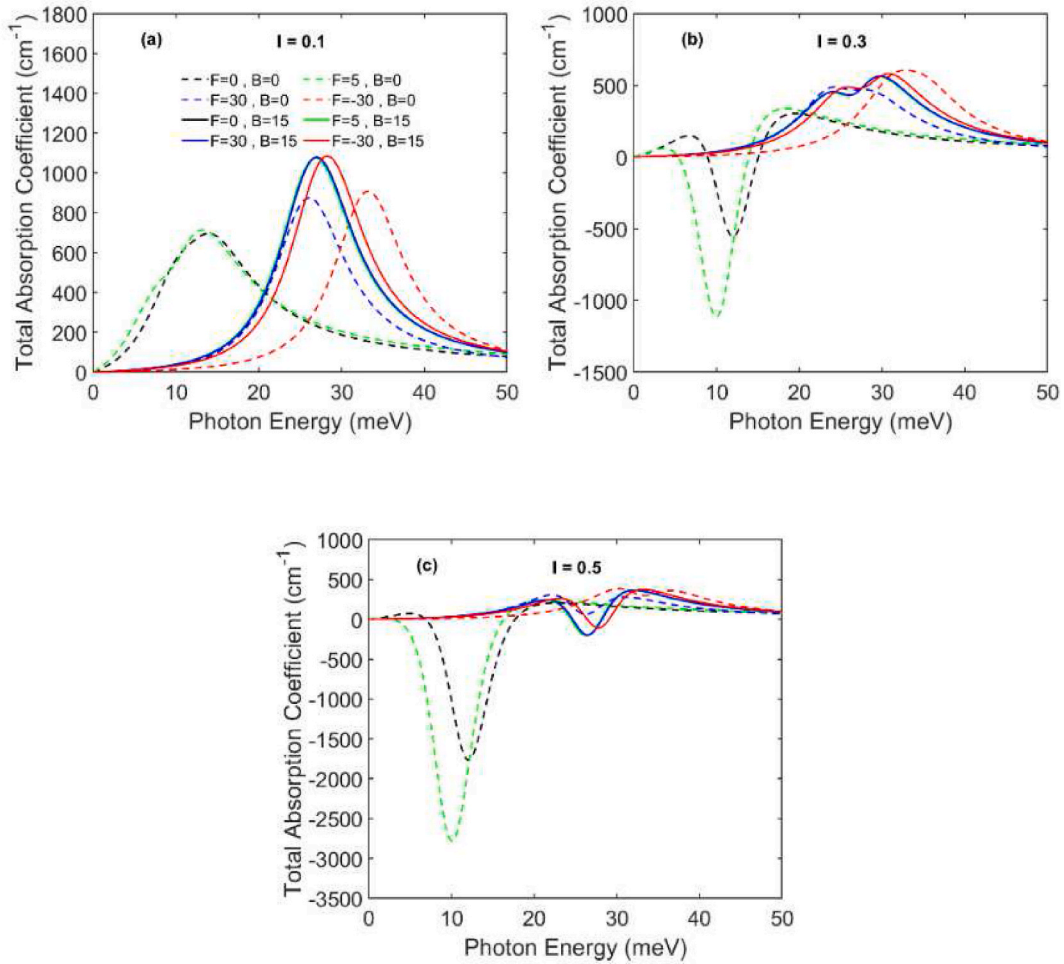 1800
1600
1400
1200
1000
800
600
400
200
0
Total Absorption Coefficient (cm⁻¹)
(a)
I = 0.1
F=0 , B=0
F=5 , B=0
F=30 , B=0
F=-30 , B=0
F=0 , B=15
F=5 , B=15
F=30 , B=15
F=-30 , B=15
0 10 20 30 40 50
Photon Energy (meV)
1000
500
0
-500
-1000
-1500
Total Absorption Coefficient (cm⁻¹)
(b)
I = 0.3
0 10 20 30 40 50
Photon Energy (meV)
1000
500
0
-500
-1000
-1500
-2000
-2500
-3000
-3500
Total Absorption Coefficient (cm⁻¹)
(c)
I = 0.5
0 10 20 30 40 50
Photon Energy (meV)